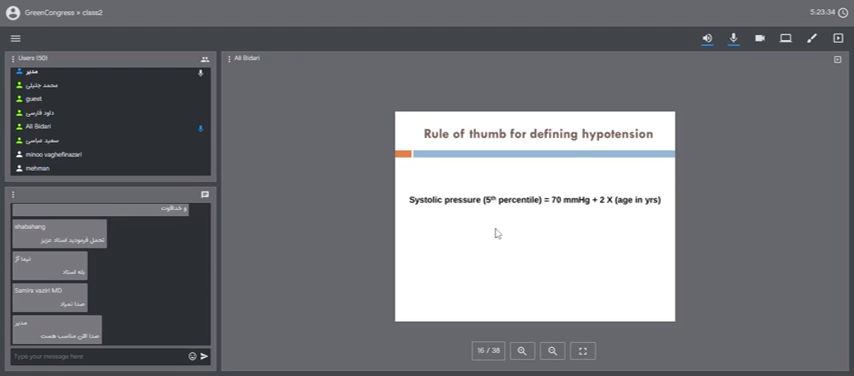 GreenCongress » class2
5:23:34
Users (50)
مدیر
محمد جلیلی
guest
داود فارسی
Ali Bidari
سعید عباسی
minoo vaghefinazari
mehman
و خداقوت
shabahang
تحمل فرمودید استاد عزیز
نیما آژ
بله استاد
Samira vaziri MD
صدا نمیاد
مدیر
صدا اقای مناسب هست
Type your message here
Ali Bidari
Rule of thumb for defining hypotension
Systolic pressure (5th percentile) = 70 mmHg + 2 X (age in yrs)
16 / 38